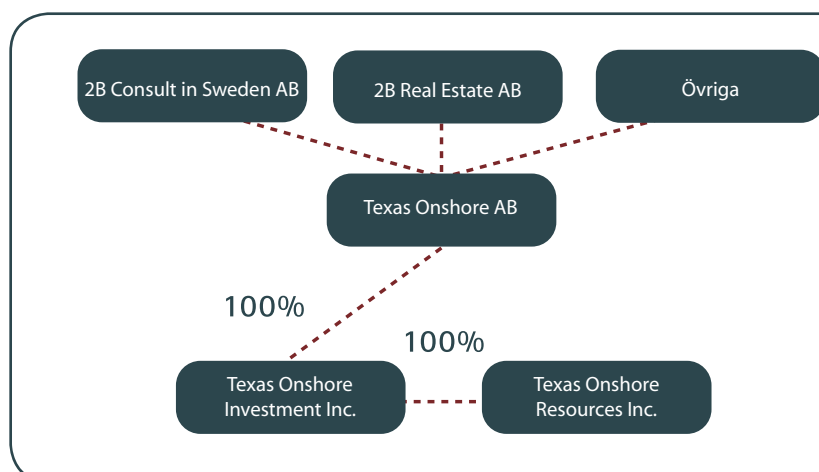 2B Consult in Sweden AB
2B Real Estate AB
Övriga
Texas Onshore AB
100%
100%
Texas Onshore
Investment Inc.
Texas Onshore
Resources Inc.